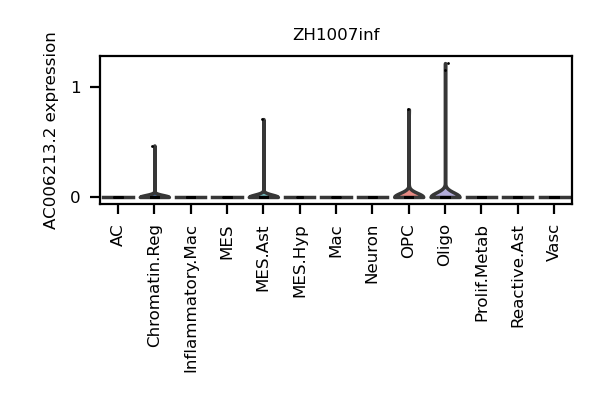 ZH1007inf
AC006213.2 expression
1
0
AC
Chromatin.Reg
Inflammatory.Mac
MES
MES.Ast
MES.Hyp
Mac
Neuron
OPC
Oligo
Prolif.Metab
Reactive.Ast
Vasc